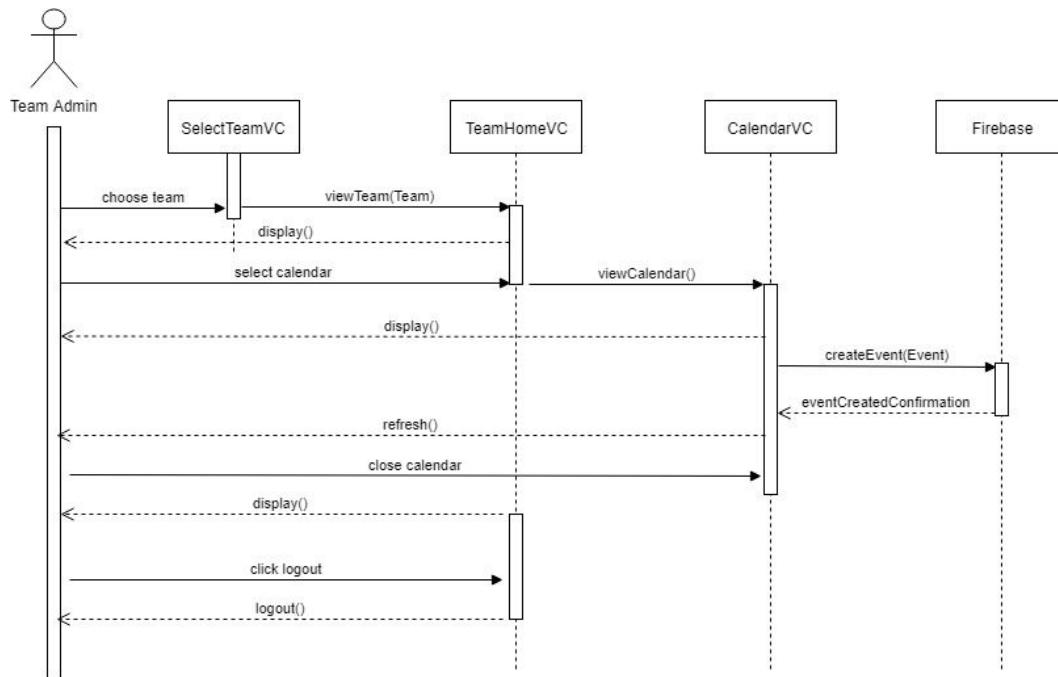 Team Admin
SelectTeamVC
TeamHomeVC
CalendarVC
Firebase
choose team
viewTeam(Team)
display()
select calendar
viewCalendar()
display()
createEvent(Event)
eventCreatedConfirmation
refresh()
close calendar
display()
click logout
logout()